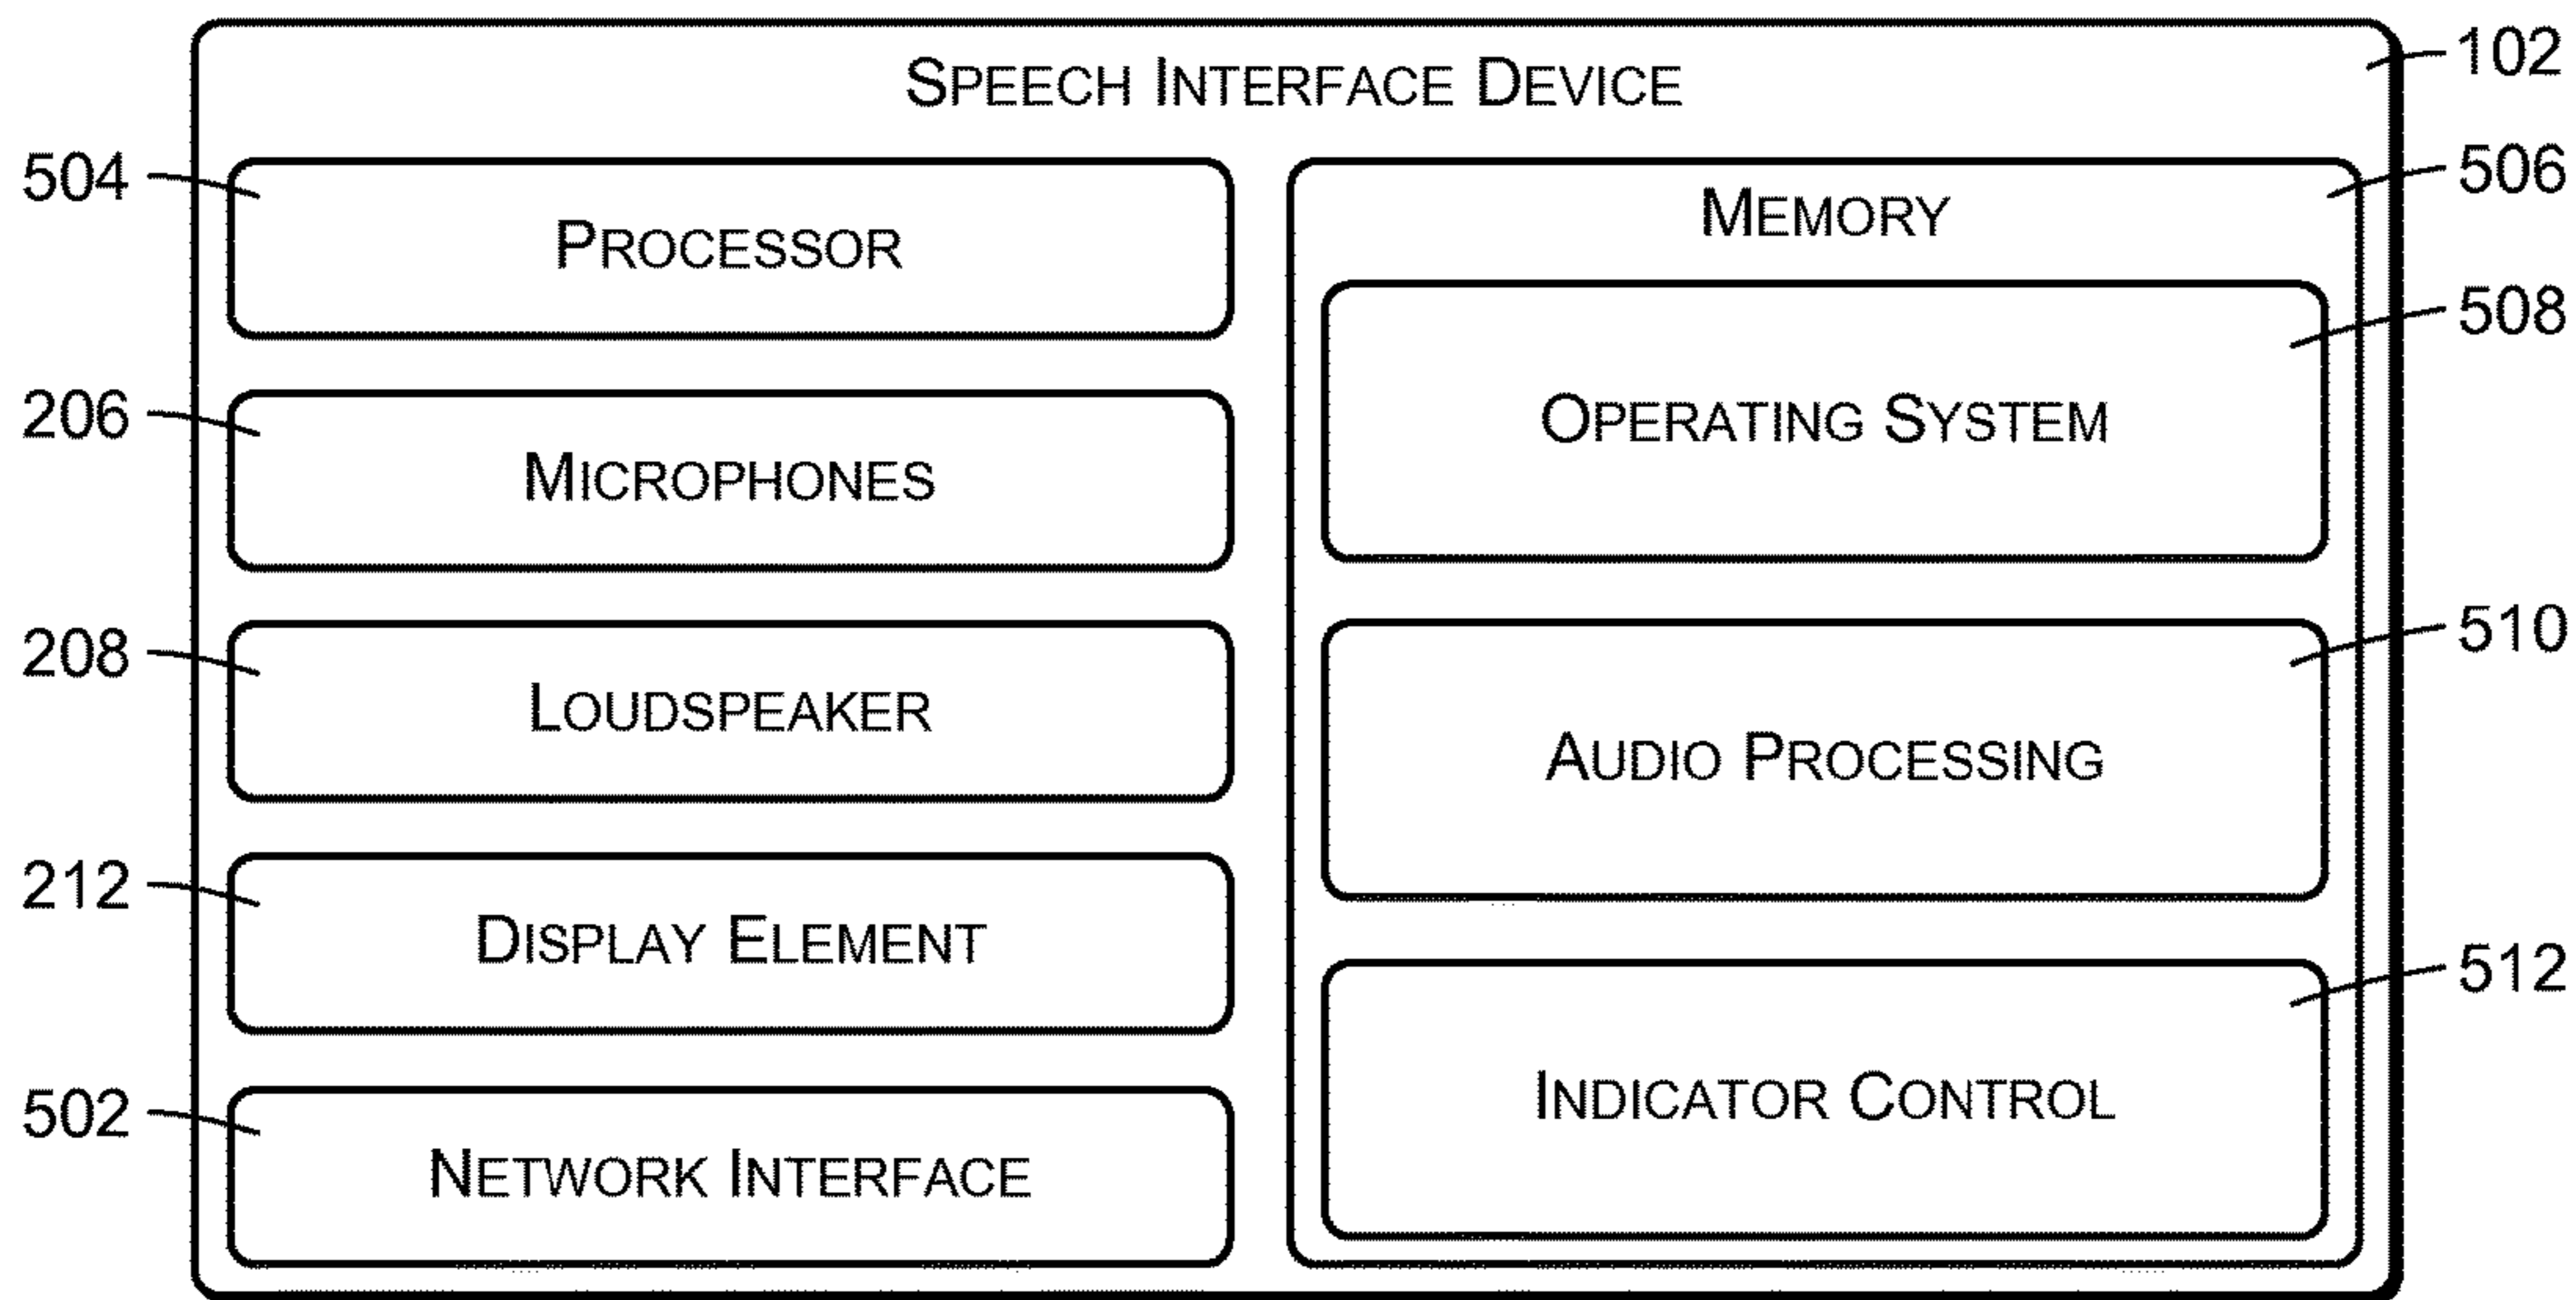 SPEECH INTERFACE DEVICE
102
504
PROCESSOR
206
MICROPHONES
208
LOUDSPEAKER
212
DISPLAY ELEMENT
502
NETWORK INTERFACE
MEMORY
506
OPERATING SYSTEM
508
AUDIO PROCESSING
510
INDICATOR CONTROL
512